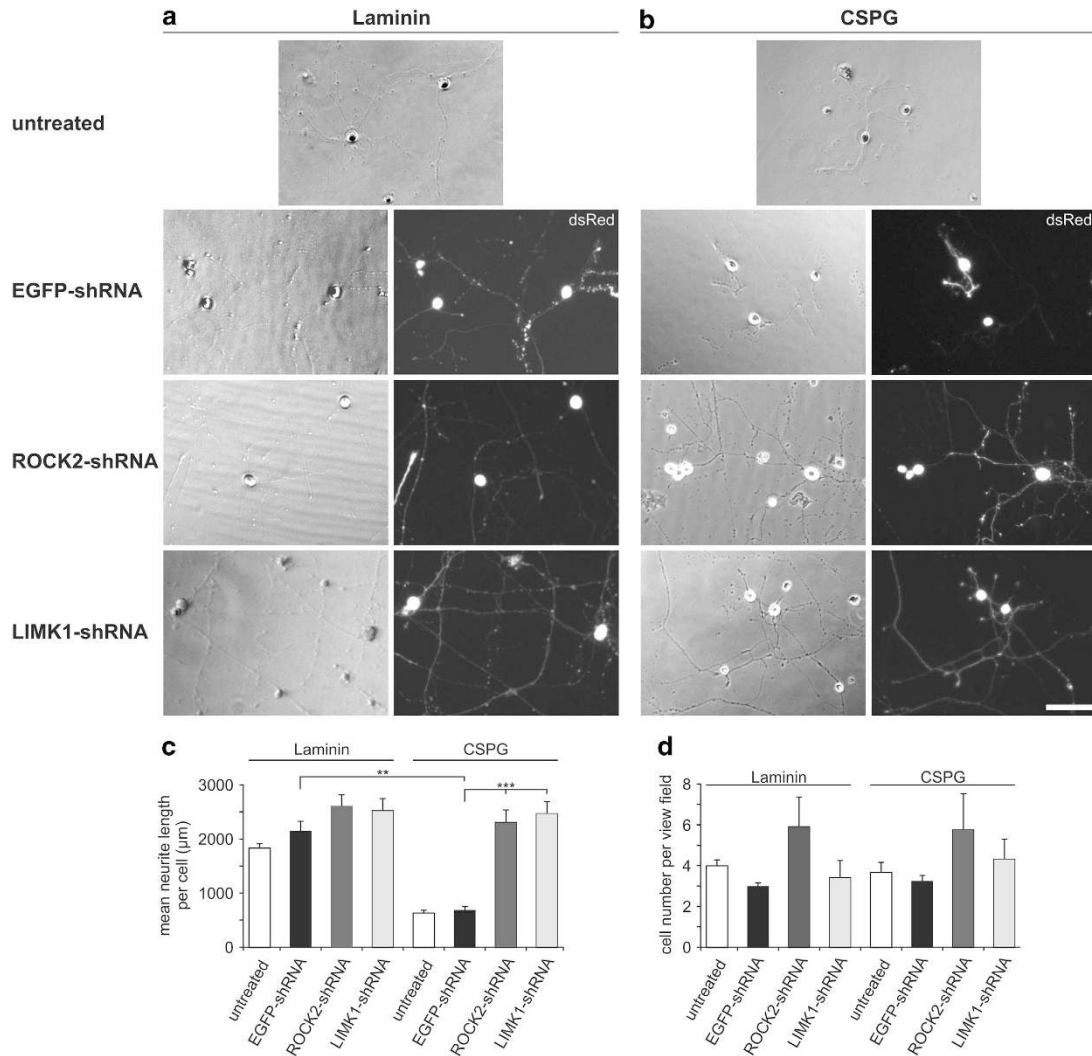 a
Laminin
b
CSPG
untreated
EGFP-shRNA
dsRed
dsRed
ROCK2-shRNA
LIMK1-shRNA
c
Laminin
CSPG
**
***
3000
2000
1000
0
mean neurite length
per cell (µm)
untreated
EGFP-shRNA
ROCK2-shRNA
LIMK1-shRNA
untreated
EGFP-shRNA
ROCK2-shRNA
LIMK1-shRNA
d
Laminin
CSPG
8
6
4
2
0
cell number per view field
untreated
EGFP-shRNA
ROCK2-shRNA
LIMK1-shRNA
untreated
EGFP-shRNA
ROCK2-shRNA
LIMK1-shRNA